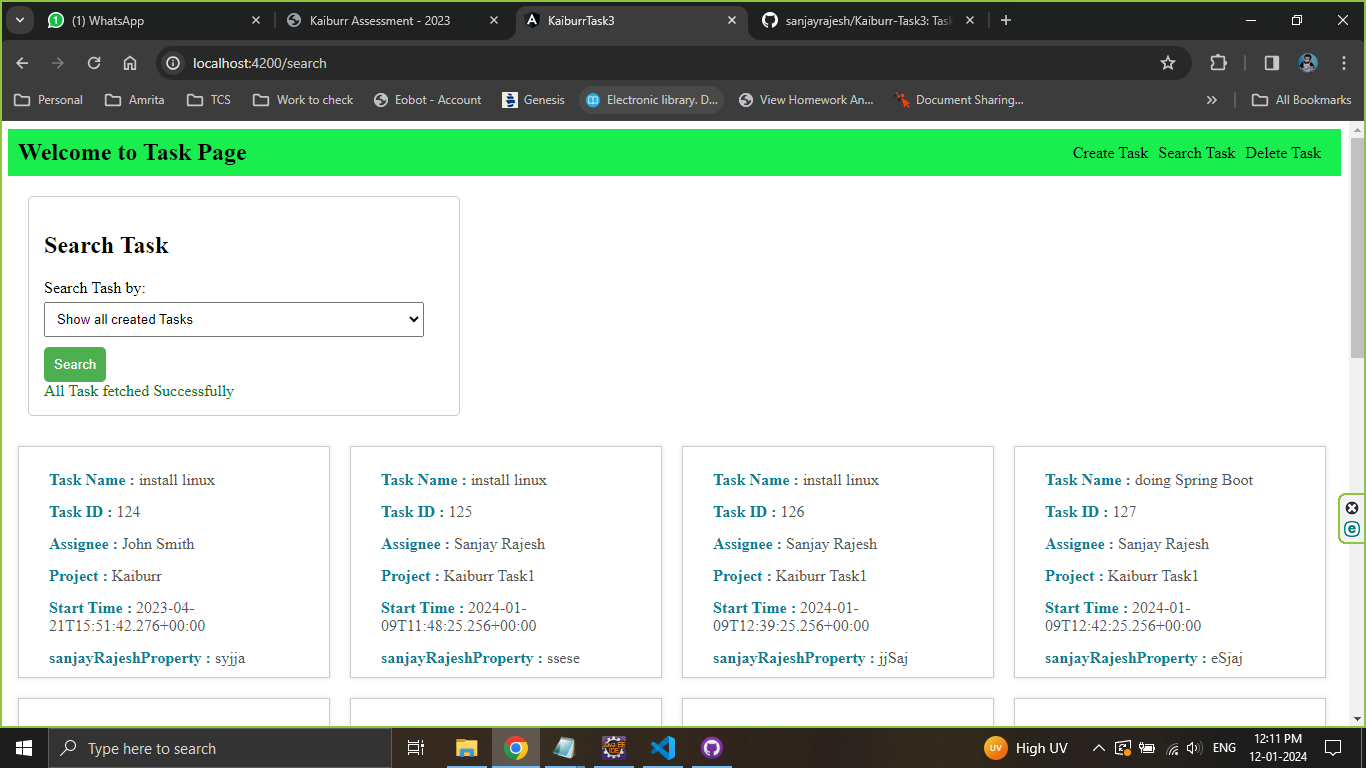 (1) WhatsApp
Kaiburr Assessment - 2023
KaiburrTask3
sanjayrajesh/Kaiburr-Task3: Task
localhost:4200/search
Personal
Amrita
TCS
Work to check
Eobot - Account
Genesis
Electronic library. D...
View Homework An...
Document Sharing...
All Bookmarks
Welcome to Task Page
Create Task Search Task Delete Task
Search Task
Search Tash by:
Show all created Tasks
Search
All Task fetched Successfully
Task Name : install linux
Task ID : 124
Assignee : John Smith
Project : Kaiburr
Start Time : 2023-04-
21T15:51:42.276+00:00
sanjayRajeshProperty : syjja
Task Name : install linux
Task ID : 125
Assignee : Sanjay Rajesh
Project : Kaiburr Task1
Start Time : 2024-01-
09T11:48:25.256+00:00
sanjayRajeshProperty : ssese
Task Name : install linux
Task ID : 126
Assignee : Sanjay Rajesh
Project : Kaiburr Task1
Start Time : 2024-01-
09T12:39:25.256+00:00
sanjayRajeshProperty : jjSaj
Task Name : doing Spring Boot
Task ID : 127
Assignee : Sanjay Rajesh
Project : Kaiburr Task1
Start Time : 2024-01-
09T12:42:25.256+00:00
sanjayRajeshProperty : eSjaj
Type here to search
UV
High UV
ENG
12:11 PM
12-01-2024